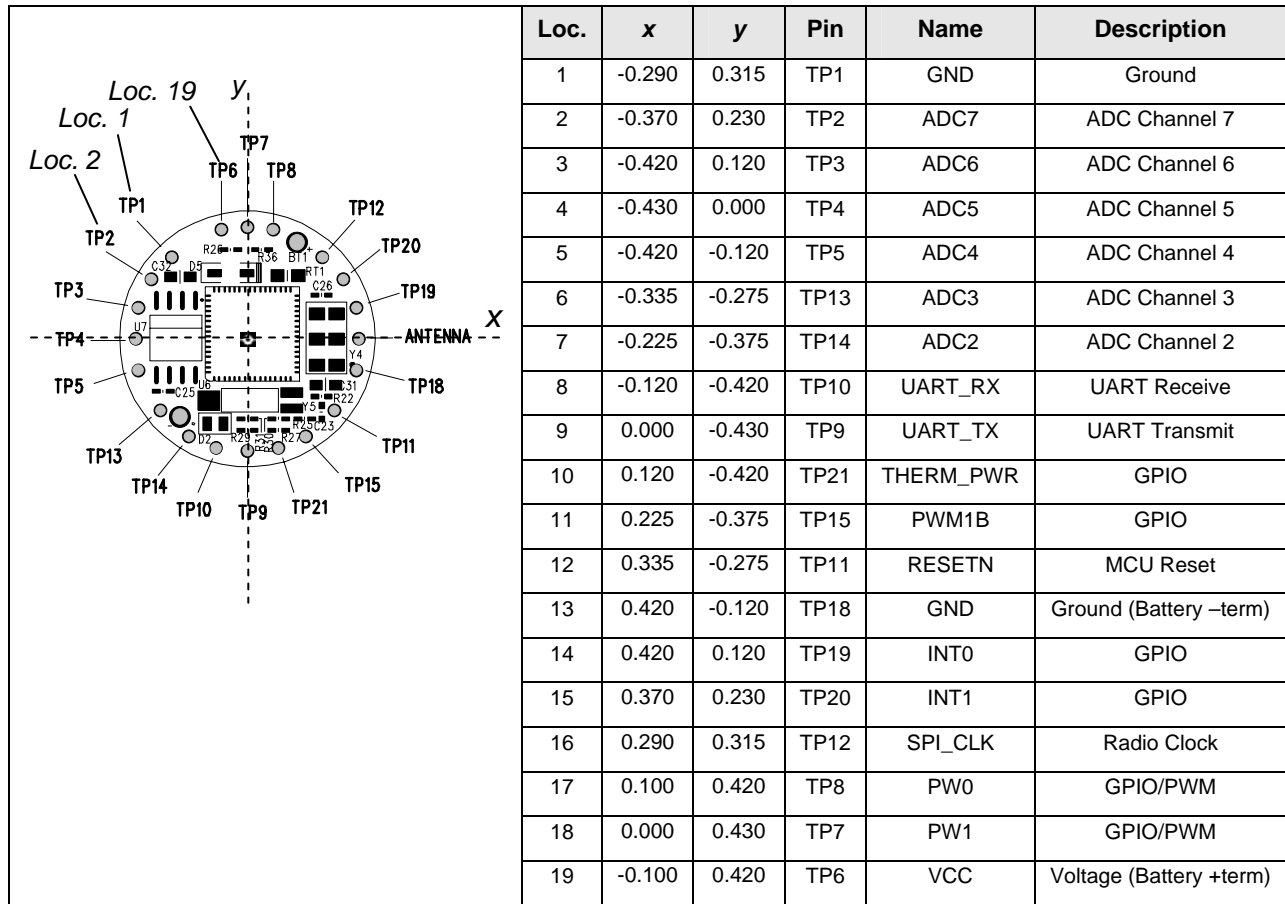 Loc. 19
y
Loc. 1
TP7
Loc. 2
TP6
TP8
TP1
TP12
TP2
TP20
R26
R36
BT1+
C32
D5
RT1
C26
TP3
TP19
U7
x
TP4
ANTENNA
Y4
TP5
TP18
C25
U6
C31
R22
Y5
TP13
D2
R29
R31
R30
R27
R25
C23
TP11
TP14
TP15
TP10
TP9
TP21
Loc. x y Pin Name Description
1 -0.290 0.315 TP1 GND Ground
2 -0.370 0.230 TP2 ADC7 ADC Channel 7
3 -0.420 0.120 TP3 ADC6 ADC Channel 6
4 -0.430 0.000 TP4 ADC5 ADC Channel 5
5 -0.420 -0.120 TP5 ADC4 ADC Channel 4
6 -0.335 -0.275 TP13 ADC3 ADC Channel 3
7 -0.225 -0.375 TP14 ADC2 ADC Channel 2
8 -0.120 -0.420 TP10 UART_RX UART Receive
9 0.000 -0.430 TP9 UART_TX UART Transmit
10 0.120 -0.420 TP21 THERM_PWR GPIO
11 0.225 -0.375 TP15 PWM1B GPIO
12 0.335 -0.275 TP11 RESETN MCU Reset
13 0.420 -0.120 TP18 GND Ground (Battery –term)
14 0.420 0.120 TP19 INT0 GPIO
15 0.370 0.230 TP20 INT1 GPIO
16 0.290 0.315 TP12 SPI_CLK Radio Clock
17 0.100 0.420 TP8 PW0 GPIO/PWM
18 0.000 0.430 TP7 PW1 GPIO/PWM
19 -0.100 0.420 TP6 VCC Voltage (Battery +term)